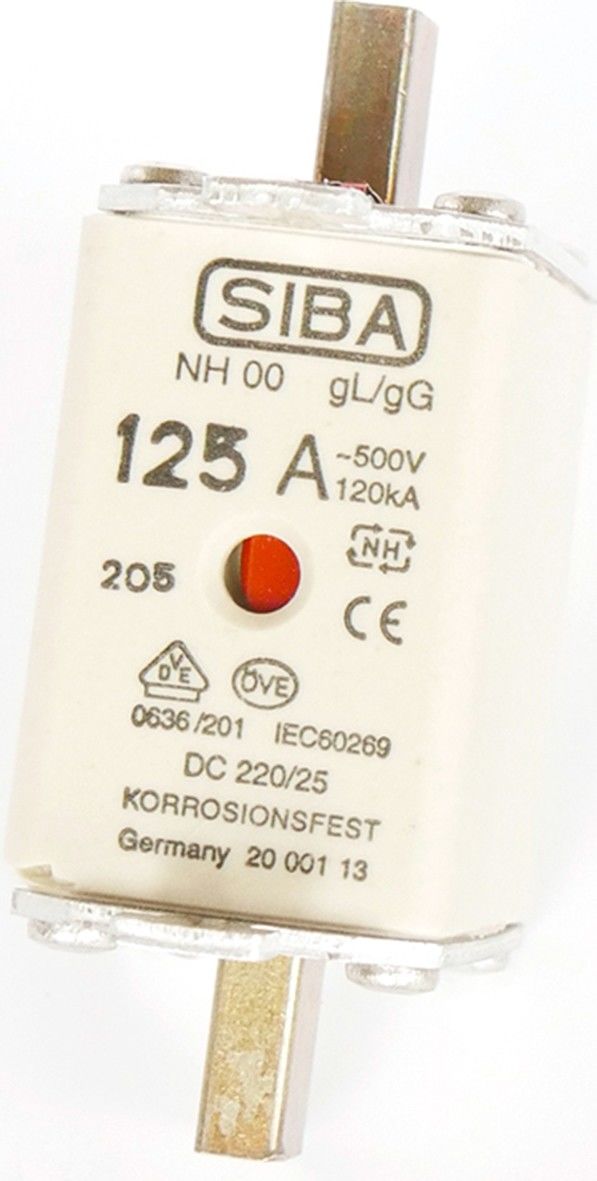 SIBA
NH 00 gL/gG
125 A ~500V
120kA
NH
205
CE
VDE ÖVE
0636/201 IEC60269
DC 220/25
KORROSIONSFEST
Germany 20 001 13